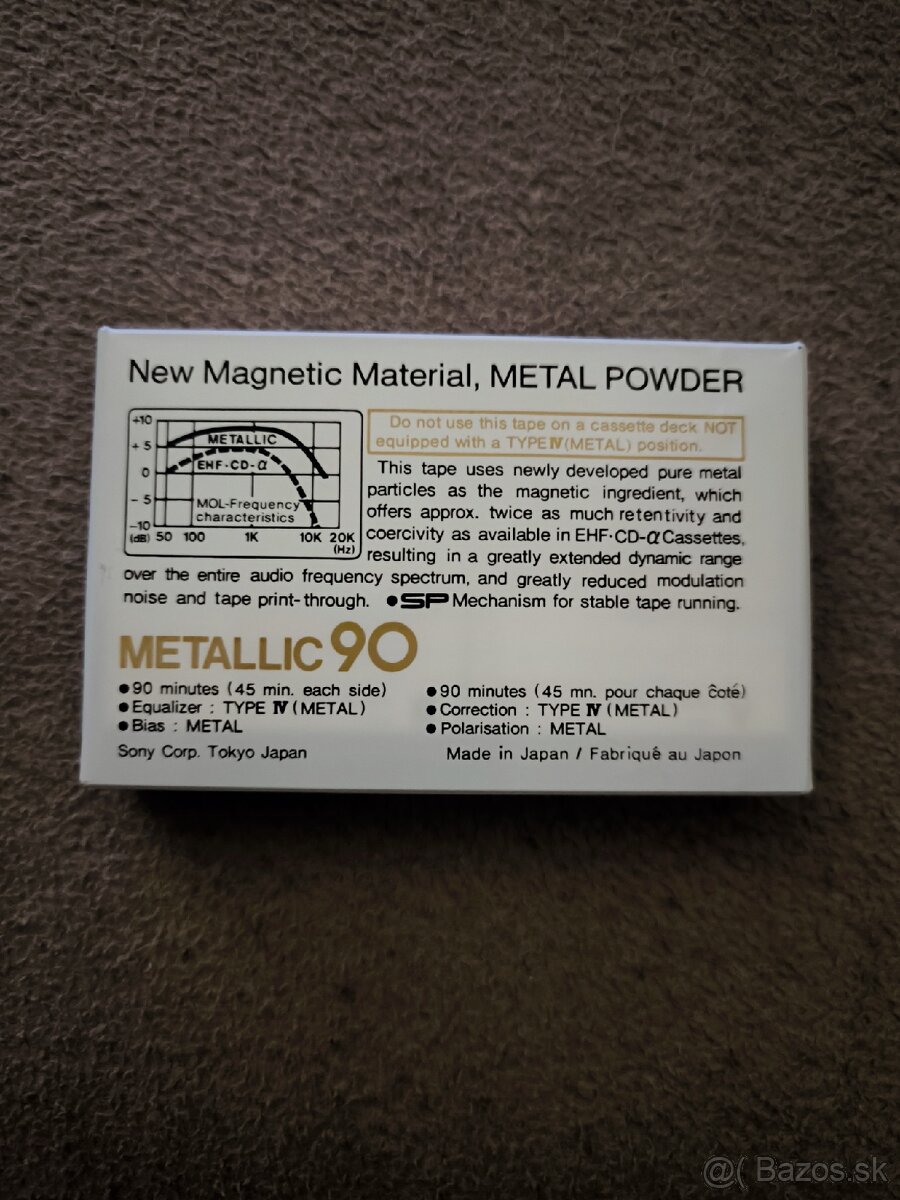 New Magnetic Material, METAL POWDER
+10
+5
0
-5
-10
(dB) 50 100 1K 10K 20K
(Hz)
METALLIC
EHF·CD-α
MOL-Frequency
characteristics
Do not use this tape on a cassette deck NOT
equipped with a TYPE IV (METAL) position.
This tape uses newly developed pure metal
particles as the magnetic ingredient, which
offers approx. twice as much retentivity and
coercivity as available in EHF·CD-α Cassettes,
resulting in a greatly extended dynamic range
over the entire audio frequency spectrum, and greatly reduced modulation
noise and tape print-through. ●SP Mechanism for stable tape running.
METALLIC 90
●90 minutes (45 min. each side)
●Equalizer : TYPE IV (METAL)
●Bias : METAL
Sony Corp. Tokyo Japan
●90 minutes (45 mn. pour chaque ĉoté)
●Correction : TYPE IV (METAL)
●Polarisation : METAL
Made in Japan / Fabriqué au Japon
@( Bazos.sk